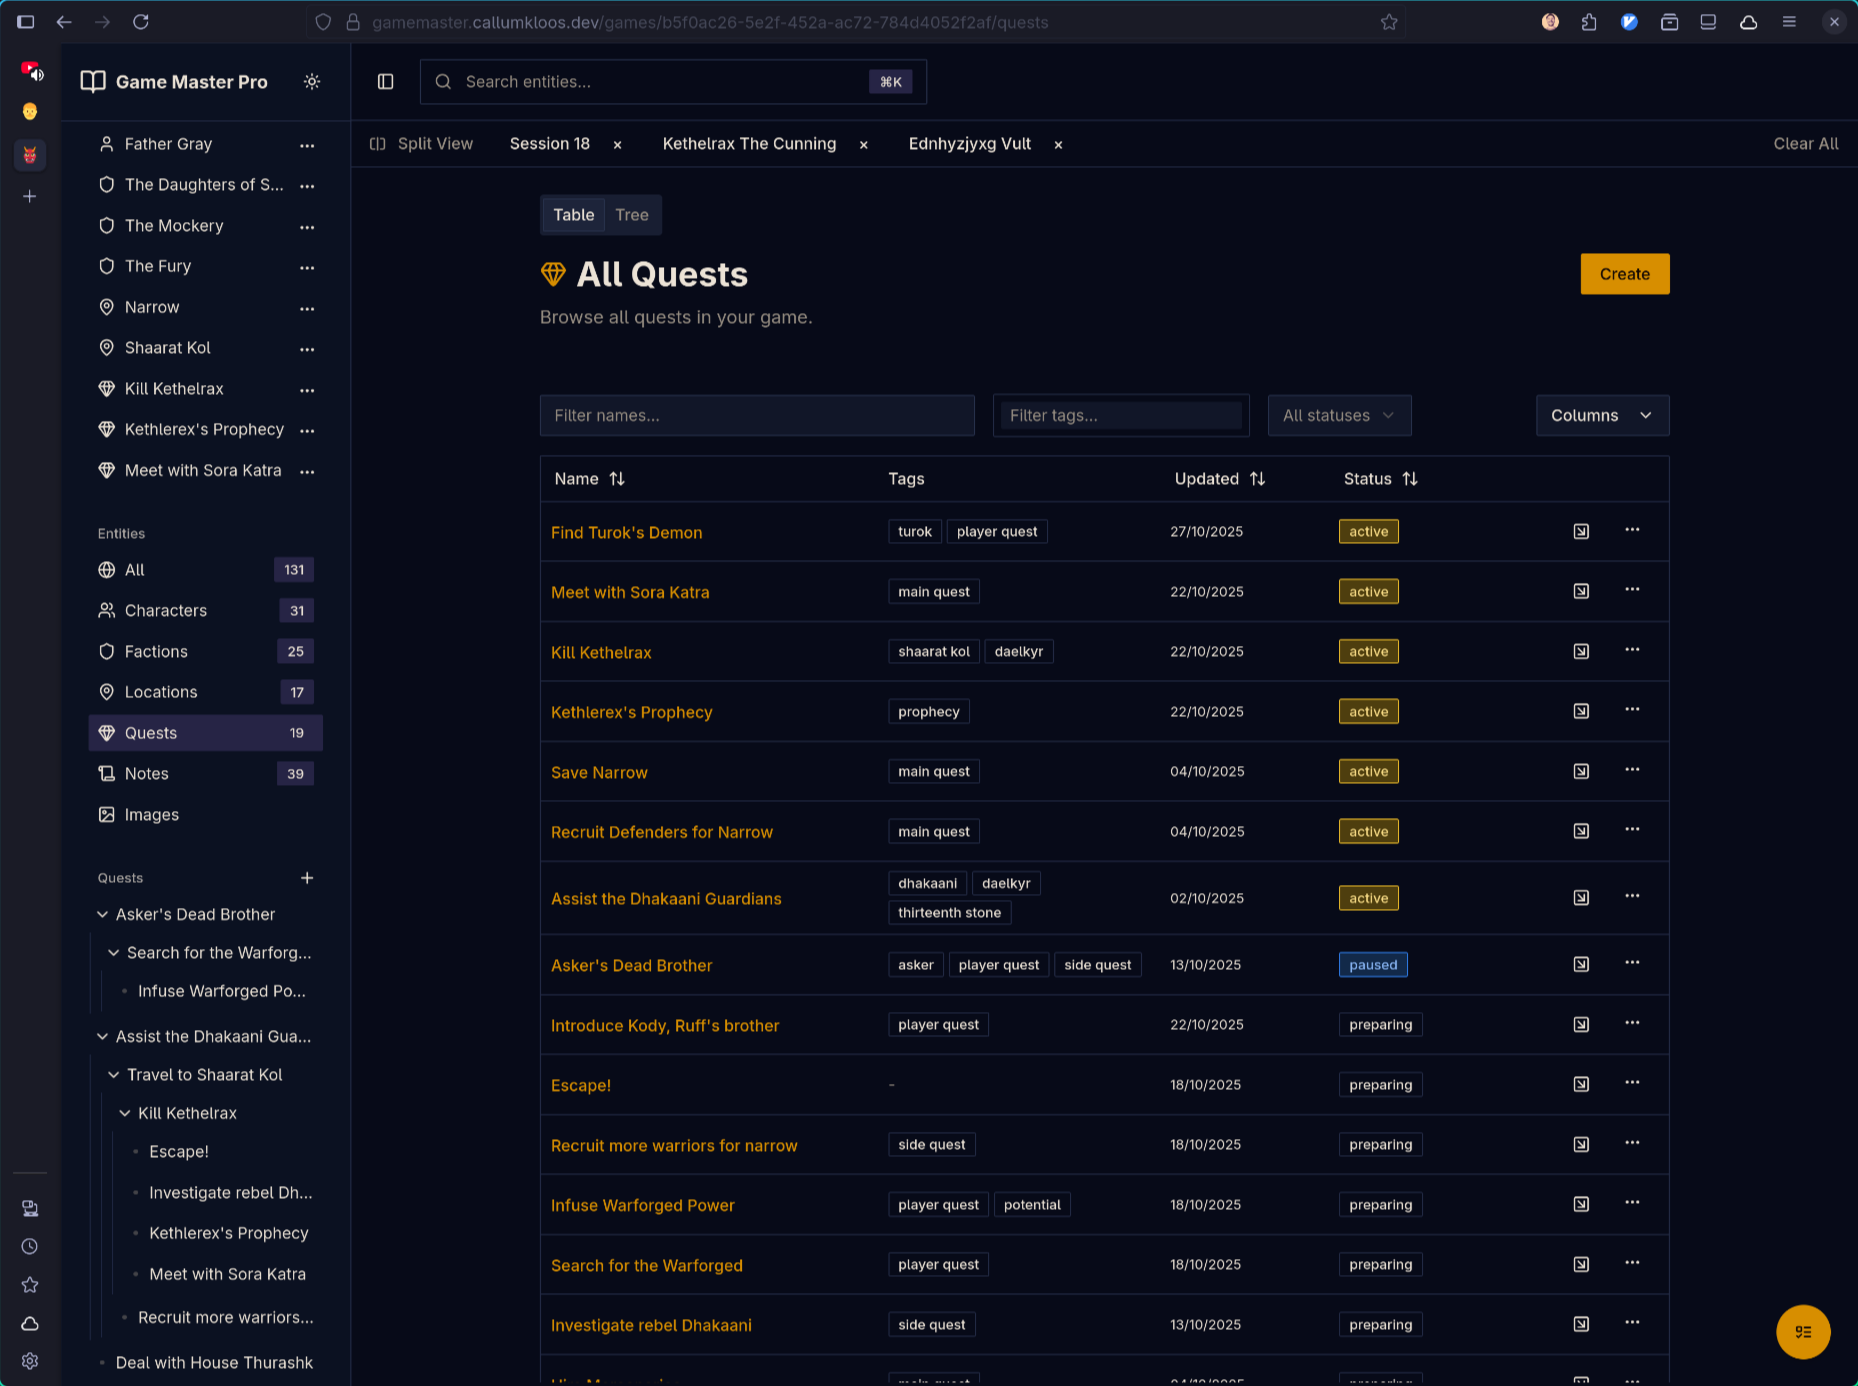 gamemaster.callumkloos.dev/games/b5f0ac26-5e2f-452a-ac72-784d4052f2af/quests
Game Master Pro
Search entities...
⌘K
Father Gray
The Daughters of S...
The Mockery
The Fury
Narrow
Shaarat Kol
Kill Kethelrax
Kethlerex's Prophecy
Meet with Sora Katra
Entities
All 131
Characters 31
Factions 25
Locations 17
Quests 19
Notes 39
Images
Quests
Asker's Dead Brother
Search for the Warforg...
Infuse Warforged Po...
Assist the Dhakaani Gua...
Travel to Shaarat Kol
Kill Kethelrax
Escape!
Investigate rebel Dh...
Kethlerex's Prophecy
Meet with Sora Katra
Recruit more warriors...
Deal with House Thurashk
Split View Session 18 × Kethelrax The Cunning × Ednhyzjyxg Vult × Clear All
Table Tree
All Quests
Create
Browse all quests in your game.
Filter names... Filter tags... All statuses Columns
Name Tags Updated Status
Find Turok's Demon turok player quest 27/10/2025 active
Meet with Sora Katra main quest 22/10/2025 active
Kill Kethelrax shaarat kol daelkyr 22/10/2025 active
Kethlerex's Prophecy prophecy 22/10/2025 active
Save Narrow main quest 04/10/2025 active
Recruit Defenders for Narrow main quest 04/10/2025 active
Assist the Dhakaani Guardians dhakaani daelkyr thirteenth stone 02/10/2025 active
Asker's Dead Brother asker player quest side quest 13/10/2025 paused
Introduce Kody, Ruff's brother player quest 22/10/2025 preparing
Escape! - 18/10/2025 preparing
Recruit more warriors for narrow side quest 18/10/2025 preparing
Infuse Warforged Power player quest potential 18/10/2025 preparing
Search for the Warforged player quest 18/10/2025 preparing
Investigate rebel Dhakaani side quest 13/10/2025 preparing
main quest 04/10/2025 preparing